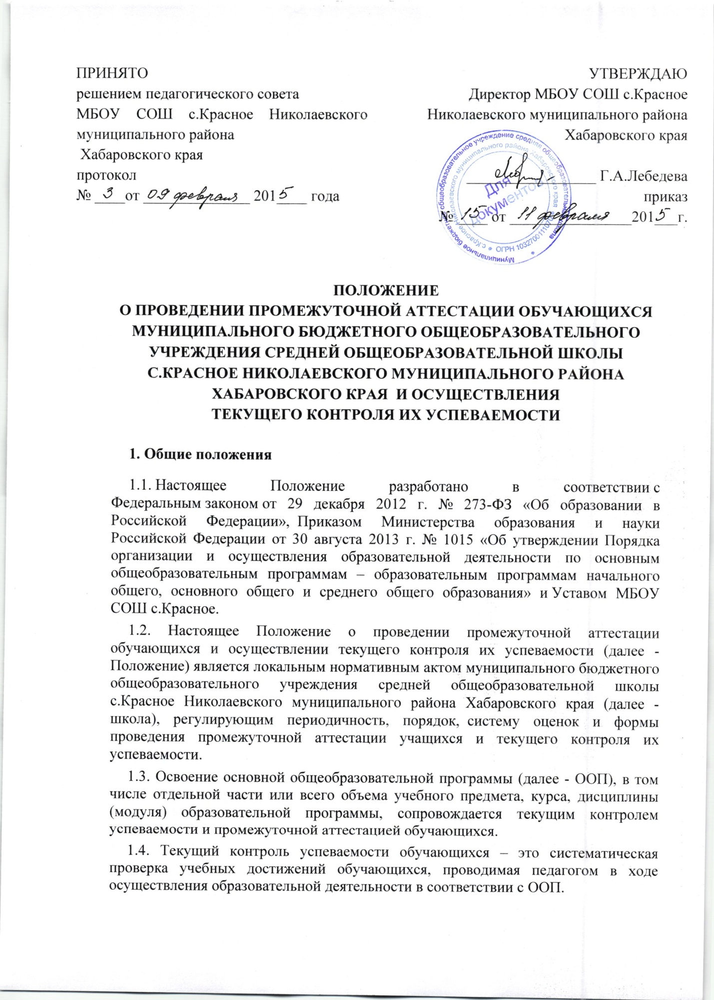 ПРИНЯТО
решением педагогического совета
МБОУ СОШ с.Красное Николаевского
муниципального района
Хабаровского края
протокол
№ 3 от 09 февраля 2015 года
УТВЕРЖДАЮ
Директор МБОУ СОШ с.Красное
Николаевского муниципального района
Хабаровского края
Г.А.Лебедева
приказ
№ 15 от 11 февраля 2015 г.
Муниципальное бюджетное общеобразовательное учреждение средняя общеобразовательная школа
с.Красное Николаевского муниципального района Хабаровского края
* ОГРН 1032700111070 *
Для
документов
ПОЛОЖЕНИЕ
О ПРОВЕДЕНИИ ПРОМЕЖУТОЧНОЙ АТТЕСТАЦИИ ОБУЧАЮЩИХСЯ
МУНИЦИПАЛЬНОГО БЮДЖЕТНОГО ОБЩЕОБРАЗОВАТЕЛЬНОГО
УЧРЕЖДЕНИЯ СРЕДНЕЙ ОБЩЕОБРАЗОВАТЕЛЬНОЙ ШКОЛЫ
С.КРАСНОЕ НИКОЛАЕВСКОГО МУНИЦИПАЛЬНОГО РАЙОНА
ХАБАРОВСКОГО КРАЯ И ОСУЩЕСТВЛЕНИЯ
ТЕКУЩЕГО КОНТРОЛЯ ИХ УСПЕВАЕМОСТИ
1. Общие положения
1.1. Настоящее Положение разработано в соответствии с
Федеральным законом от 29 декабря 2012 г. № 273-ФЗ «Об образовании в
Российской Федерации», Приказом Министерства образования и науки
Российской Федерации от 30 августа 2013 г. № 1015 «Об утверждении Порядка
организации и осуществления образовательной деятельности по основным
общеобразовательным программам – образовательным программам начального
общего, основного общего и среднего общего образования» и Уставом МБОУ
СОШ с.Красное.
1.2. Настоящее Положение о проведении промежуточной аттестации
обучающихся и осуществлении текущего контроля их успеваемости (далее -
Положение) является локальным нормативным актом муниципального бюджетного
общеобразовательного учреждения средней общеобразовательной школы
с.Красное Николаевского муниципального района Хабаровского края (далее -
школа), регулирующим периодичность, порядок, систему оценок и формы
проведения промежуточной аттестации учащихся и текущего контроля их
успеваемости.
1.3. Освоение основной общеобразовательной программы (далее - ООП), в том
числе отдельной части или всего объема учебного предмета, курса, дисциплины
(модуля) образовательной программы, сопровождается текущим контролем
успеваемости и промежуточной аттестацией обучающихся.
1.4. Текущий контроль успеваемости обучающихся – это систематическая
проверка учебных достижений обучающихся, проводимая педагогом в ходе
осуществления образовательной деятельности в соответствии с ООП.